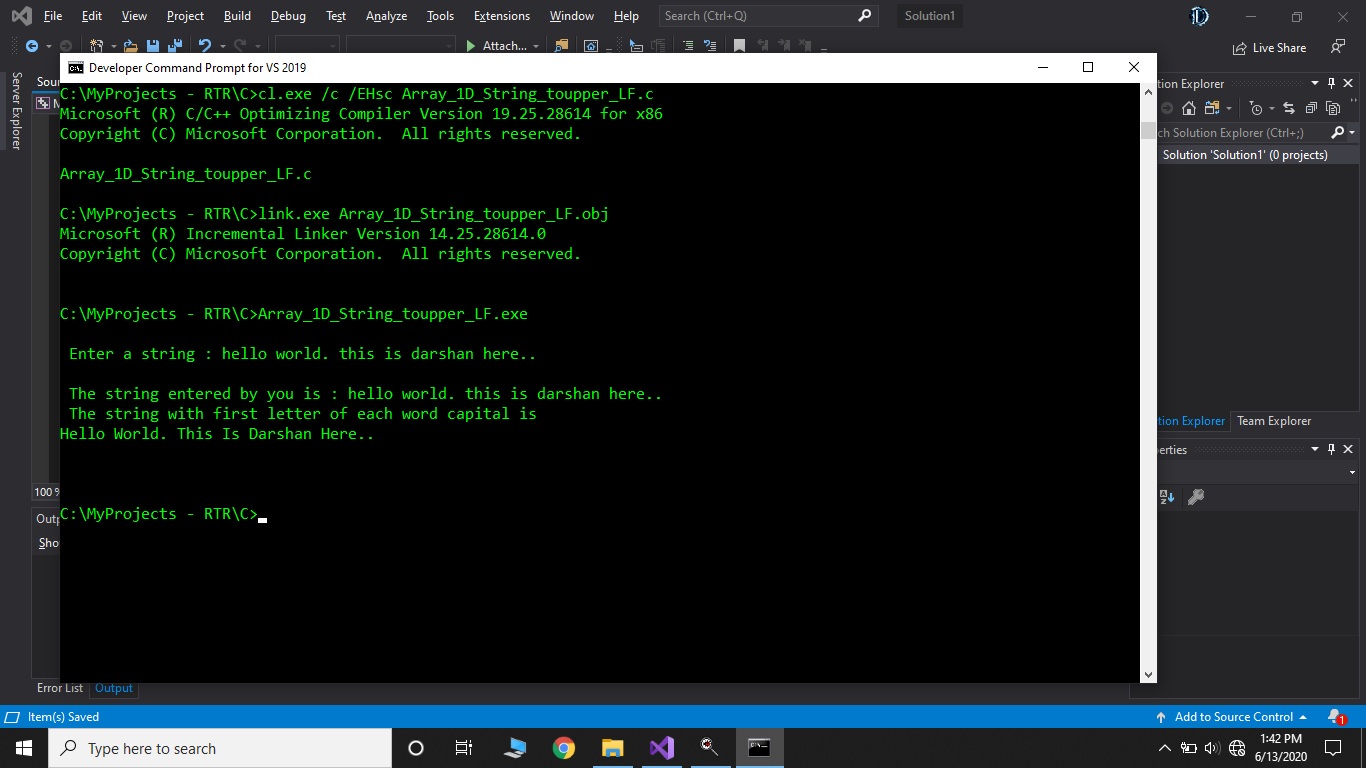 File Edit View Project Build Debug Test Analyze Tools Extensions Window Help Search (Ctrl+Q) Solution1
Attach...
Live Share
Developer Command Prompt for VS 2019
Server Explorer
Sour
C:\MyProjects - RTR\C>cl.exe /c /EHsc Array_1D_String_toupper_LF.c
Microsoft (R) C/C++ Optimizing Compiler Version 19.25.28614 for x86
Copyright (C) Microsoft Corporation.  All rights reserved.
Array_1D_String_toupper_LF.c
C:\MyProjects - RTR\C>link.exe Array_1D_String_toupper_LF.obj
Microsoft (R) Incremental Linker Version 14.25.28614.0
Copyright (C) Microsoft Corporation.  All rights reserved.
C:\MyProjects - RTR\C>Array_1D_String_toupper_LF.exe
Enter a string : hello world. this is darshan here..
The string entered by you is : hello world. this is darshan here..
The string with first letter of each word capital is
Hello World. This Is Darshan Here..
C:\MyProjects - RTR\C>
100 %
Outp
Sho
tion Explorer
ch Solution Explorer (Ctrl+;)
Solution 'Solution1' (0 projects)
tion Explorer Team Explorer
erties
Error List Output
Item(s) Saved
Add to Source Control
1
Type here to search
1:42 PM
6/13/2020